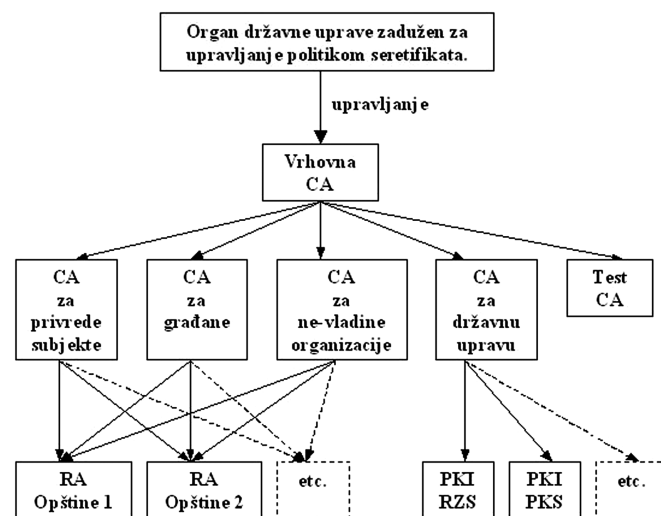 Organ državne uprave zadužen za
upravljanje politikom seretifikata.
upravljanje
Vrhovna
CA
CA
za
privrede
subjekte
CA
za
građane
CA
za
ne-vladine
organizacije
CA
za
državnu
upravu
Test
CA
RA
Opštine 1
RA
Opštine 2
etc.
PKI
RZS
PKI
PKS
etc.